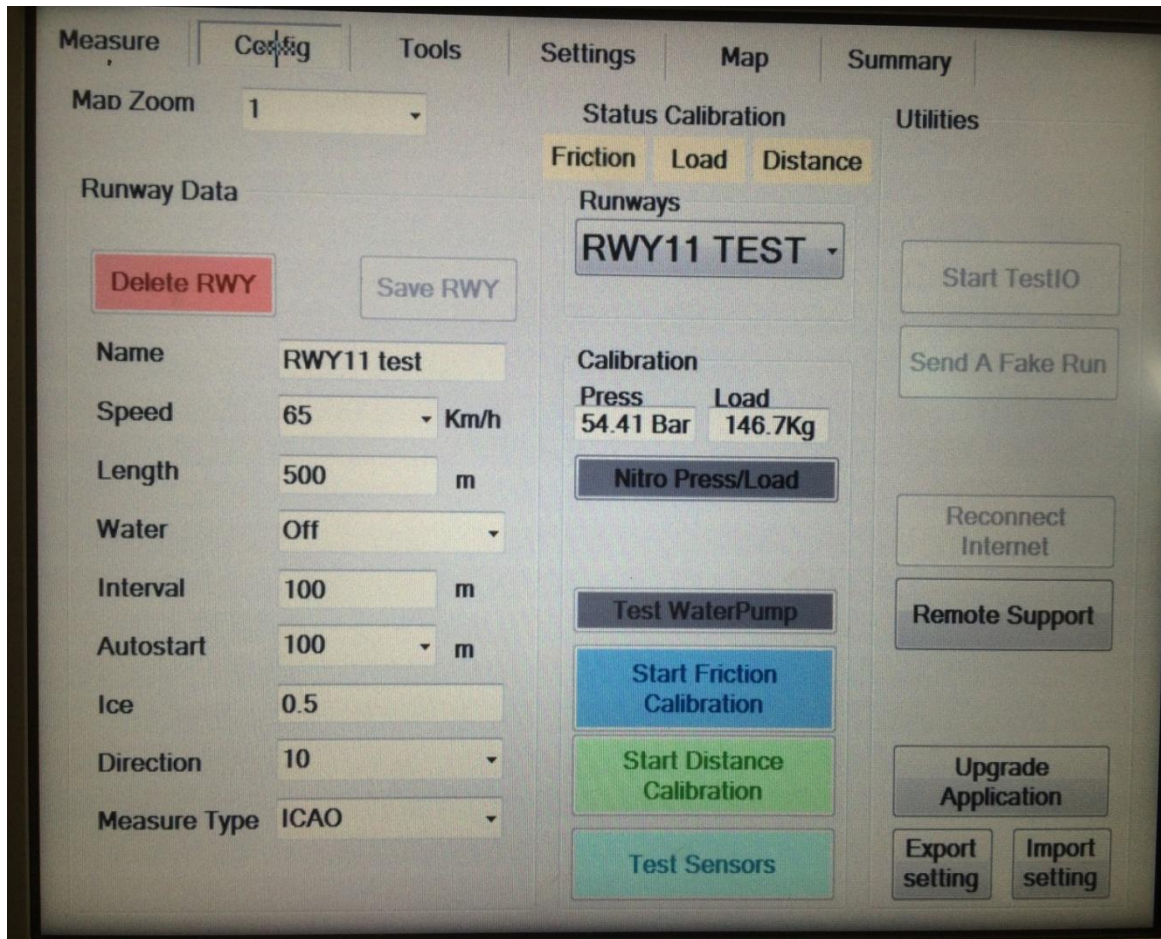 Measure Config Tools Settings Map Summary
Map Zoom 1
Status Calibration
Friction Load Distance
Utilities
Runway Data
Delete RWY Save RWY
Name RWY11 test
Speed 65 Km/h
Length 500 m
Water Off
Interval 100 m
Autostart 100 m
Ice 0.5
Direction 10
Measure Type ICAO
Runways
RWY11 TEST
Calibration
Press Load
54.41 Bar 146.7Kg
Nitro Press/Load
Test WaterPump
Start Friction
Calibration
Start Distance
Calibration
Test Sensors
Start TestIO
Send A Fake Run
Reconnect
Internet
Remote Support
Upgrade
Application
Export
setting
Import
setting